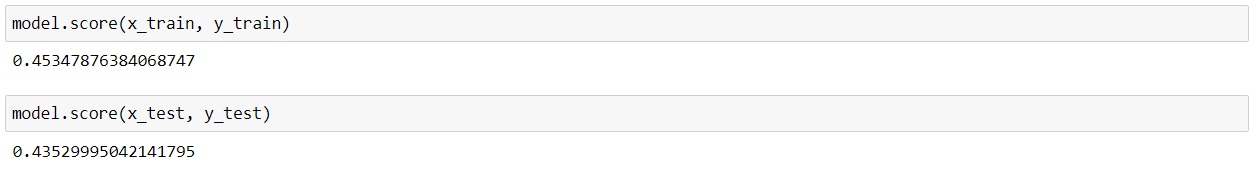 model.score(x_train, y_train)
0.45347876384068747
model.score(x_test, y_test)
0.43529995042141795